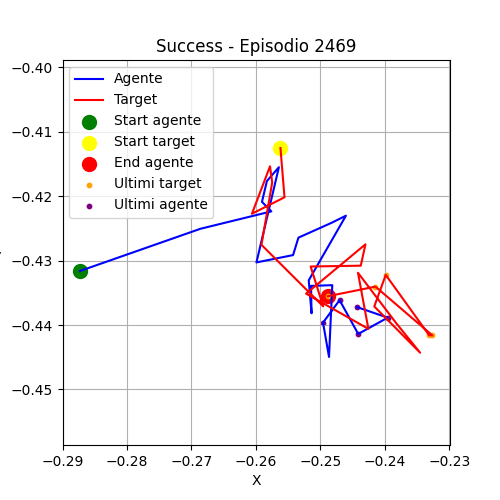 Success - Episodio 2469
−0.40
−0.41
−0.42
−0.43
−0.44
−0.45
Agente
Target
Start agente
Start target
End agente
Ultimi target
Ultimi agente
−0.29
−0.28
−0.27
−0.26
−0.25
−0.24
−0.23
X